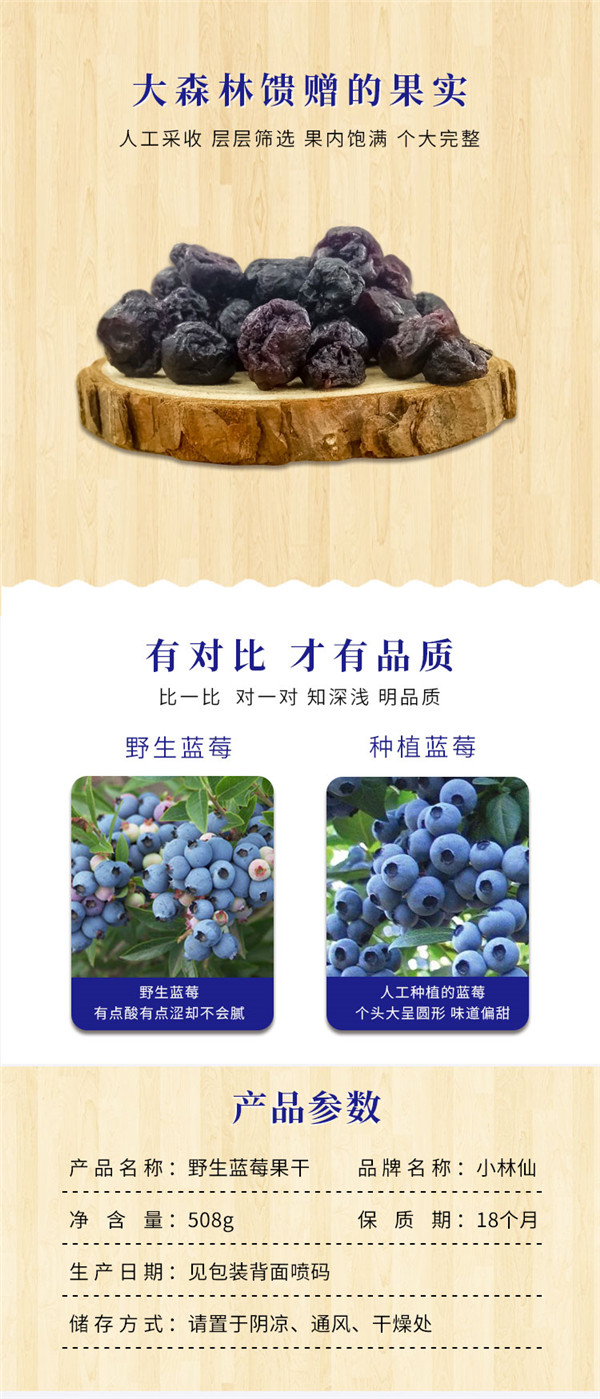 大森林馈赠的果实
人工采收 层层筛选 果内饱满 个大完整
有对比 才有品质
比一比 对一对 知深浅 明品质
野生蓝莓 种植蓝莓
野生蓝莓
有点酸有点涩却不会腻
人工种植的蓝莓
个头大呈圆形 味道偏甜
产品参数
产品名称：野生蓝莓果干 品牌名称：小林仙
净含量：508g 保质期：18个月
生产日期：见包装背面喷码
储存方式：请置于阴凉、通风、干燥处